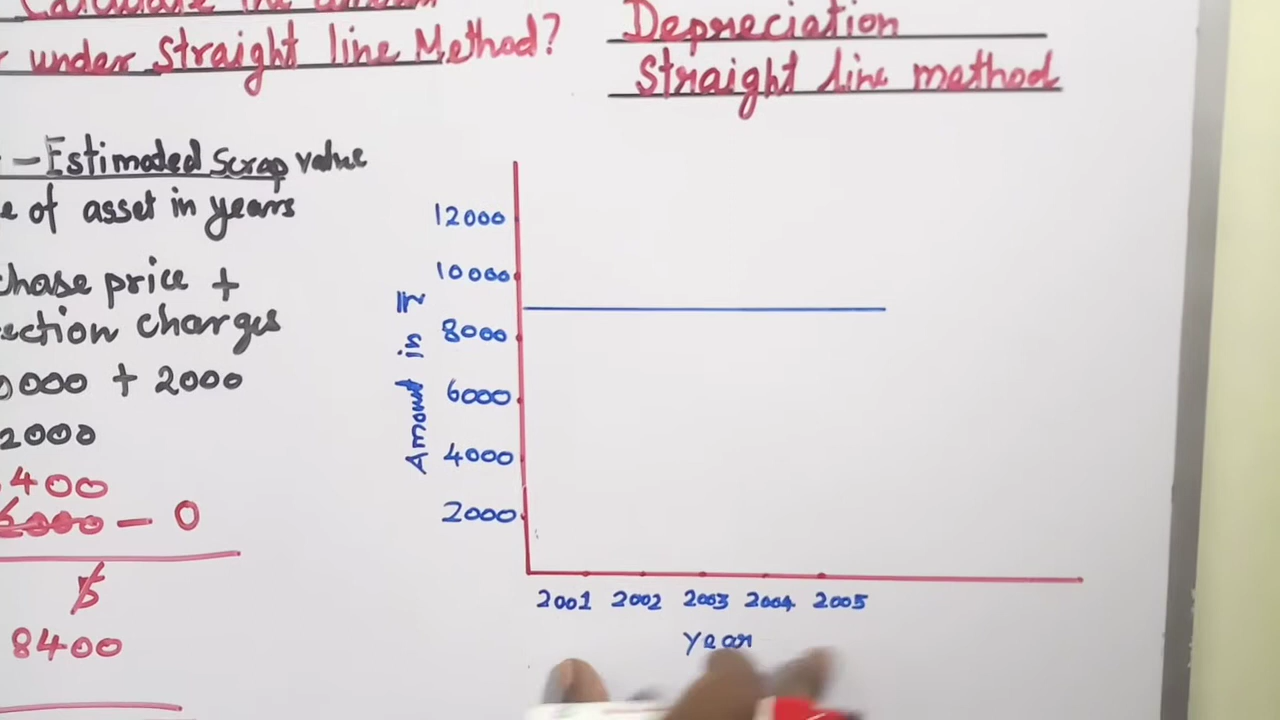 under Straight line Method?
- Estimated Scrap value
e of asset in years
chase price +
ection charges
0000 + 2000
2000
400
6000 - 0
5
8400
Depreciation
Straight line method
12000
10000
8000
6000
4000
2000
Amount in ₹
2001 2002 2003 2004 2005
Year